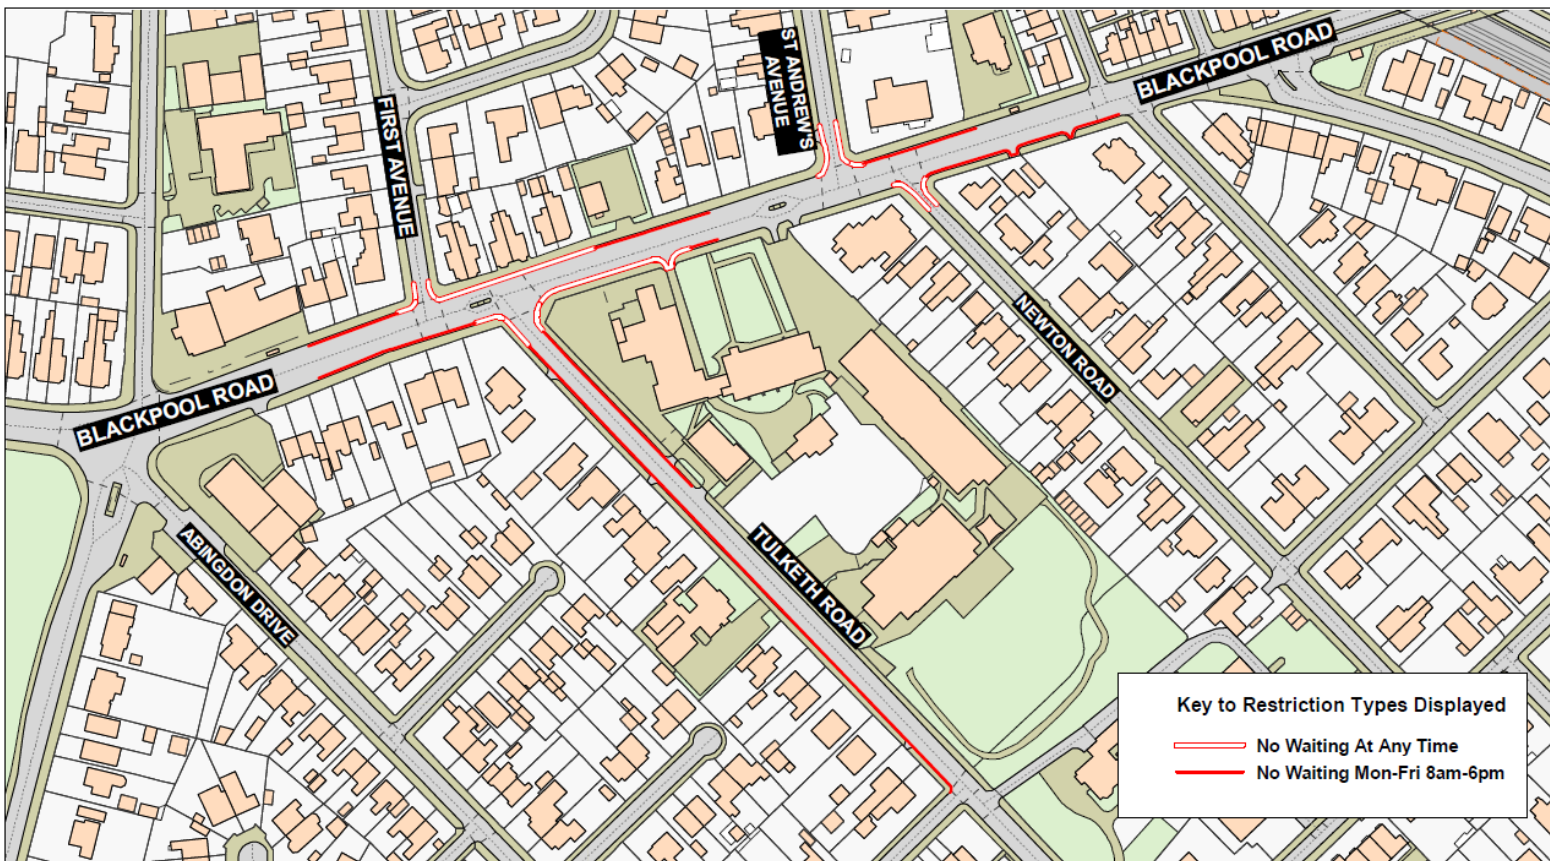 BLACKPOOL ROAD
ST ANDREW'S
AVENUE
FIRST AVENUE
NEWTON ROAD
BLACKPOOL ROAD
ABINGDON DRIVE
TULKETH ROAD
Key to Restriction Types Displayed
No Waiting At Any Time
No Waiting Mon-Fri 8am-6pm